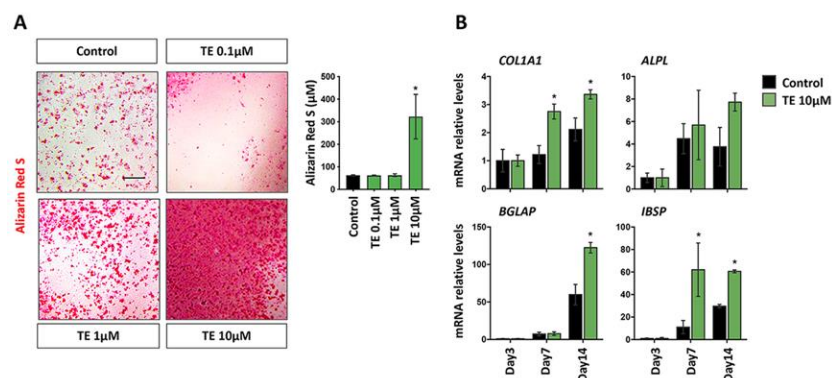 A
Control
TE 0.1µM
Alizarin Red S
TE 1µM
TE 10µM
Alizarin Red S (µM)
500
400
300
200
100
0
*
Control
TE 0.1µM
TE 1µM
TE 10µM
B
COL1A1
mRNA relative levels
4
3
2
1
0
*
*
ALPL
10
8
6
4
2
0
Control
TE 10µM
BGLAP
mRNA relative levels
150
100
50
0
*
Day3
Day7
Day14
IBSP
100
80
60
40
20
0
*
*
Day3
Day7
Day14